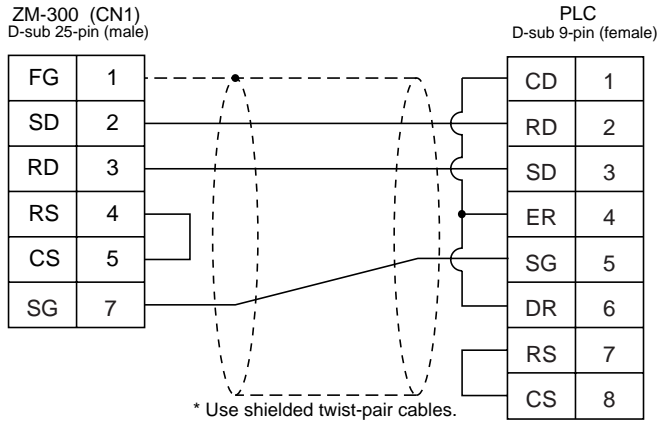 ZM-300 (CN1)
D-sub 25-pin (male)
FG 1
SD 2
RD 3
RS 4
CS 5
SG 7
PLC
D-sub 9-pin (female)
CD 1
RD 2
SD 3
ER 4
SG 5
DR 6
RS 7
CS 8
* Use shielded twist-pair cables.